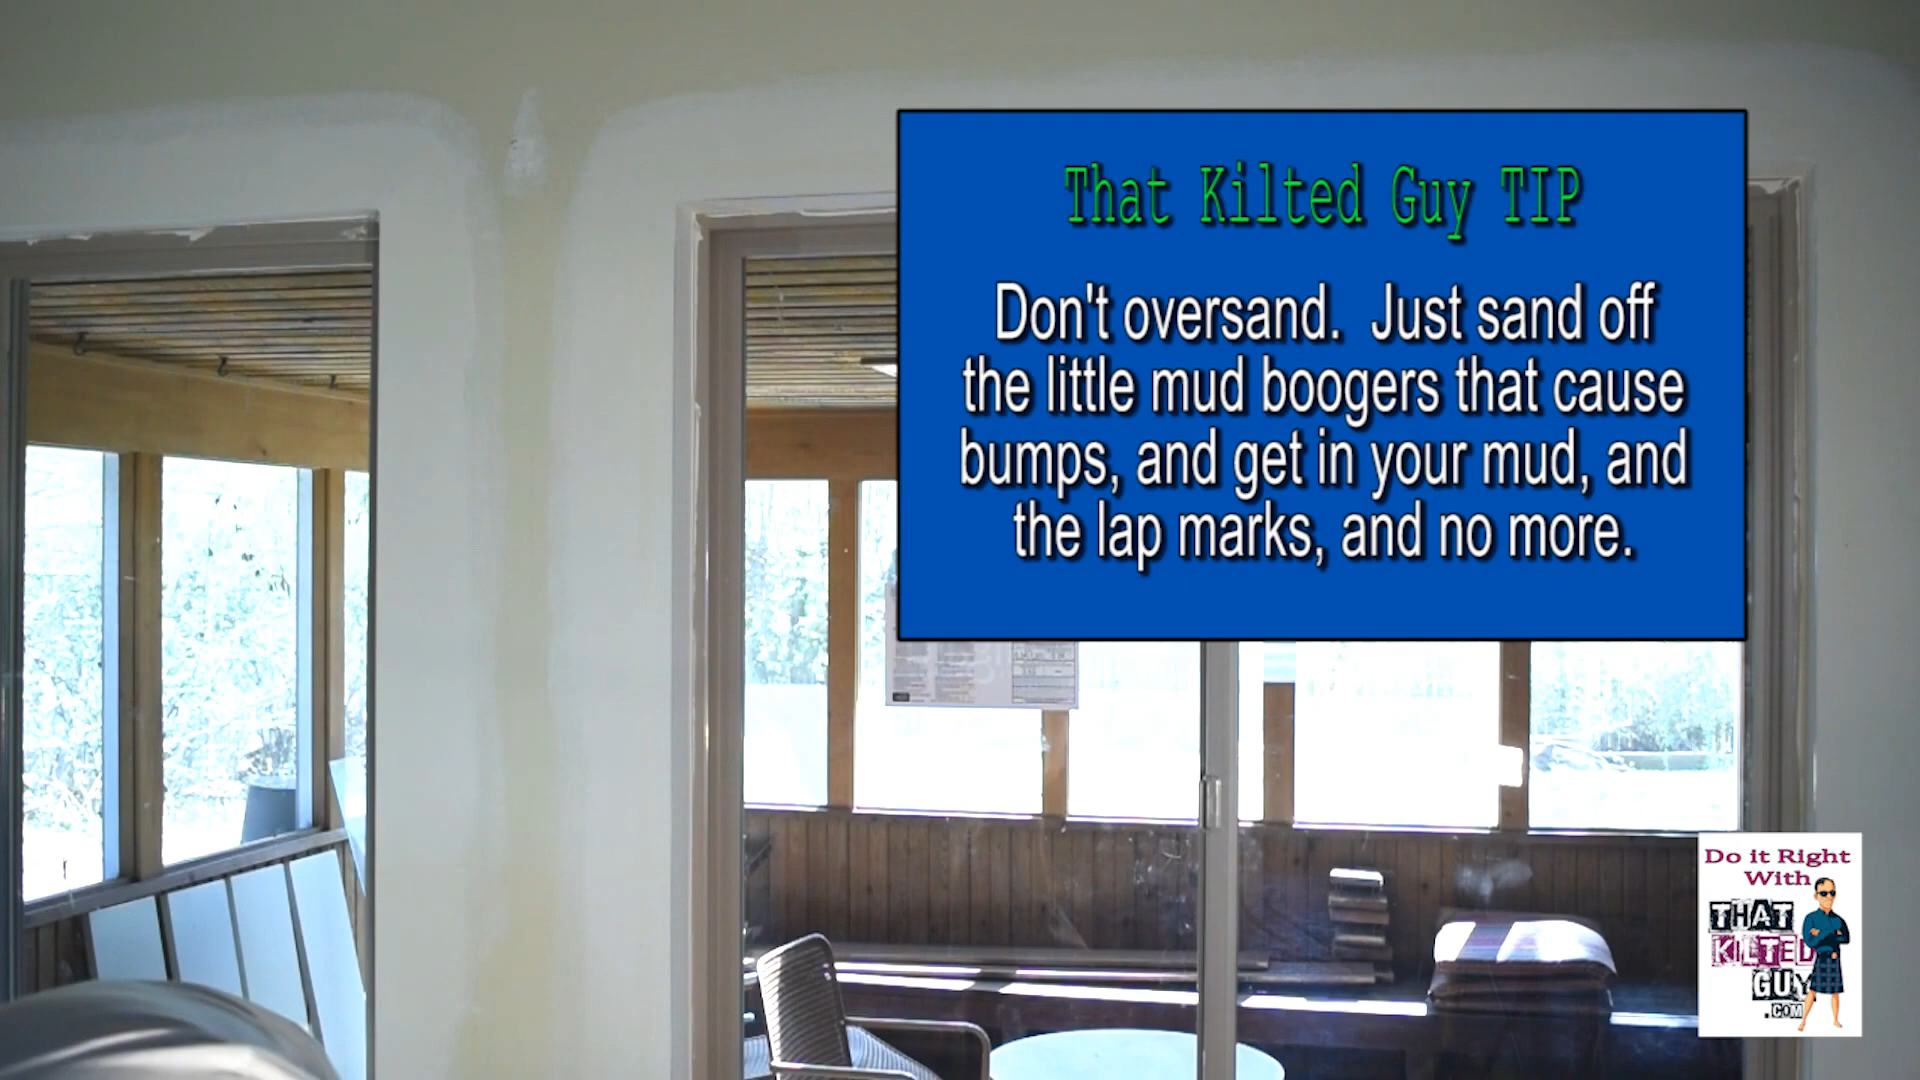 That Kilted Guy TIP
Don't oversand.  Just sand off
the little mud boogers that cause
bumps, and get in your mud, and
the lap marks, and no more.
Do it Right
With
THAT
KILTED
GUY
.COM